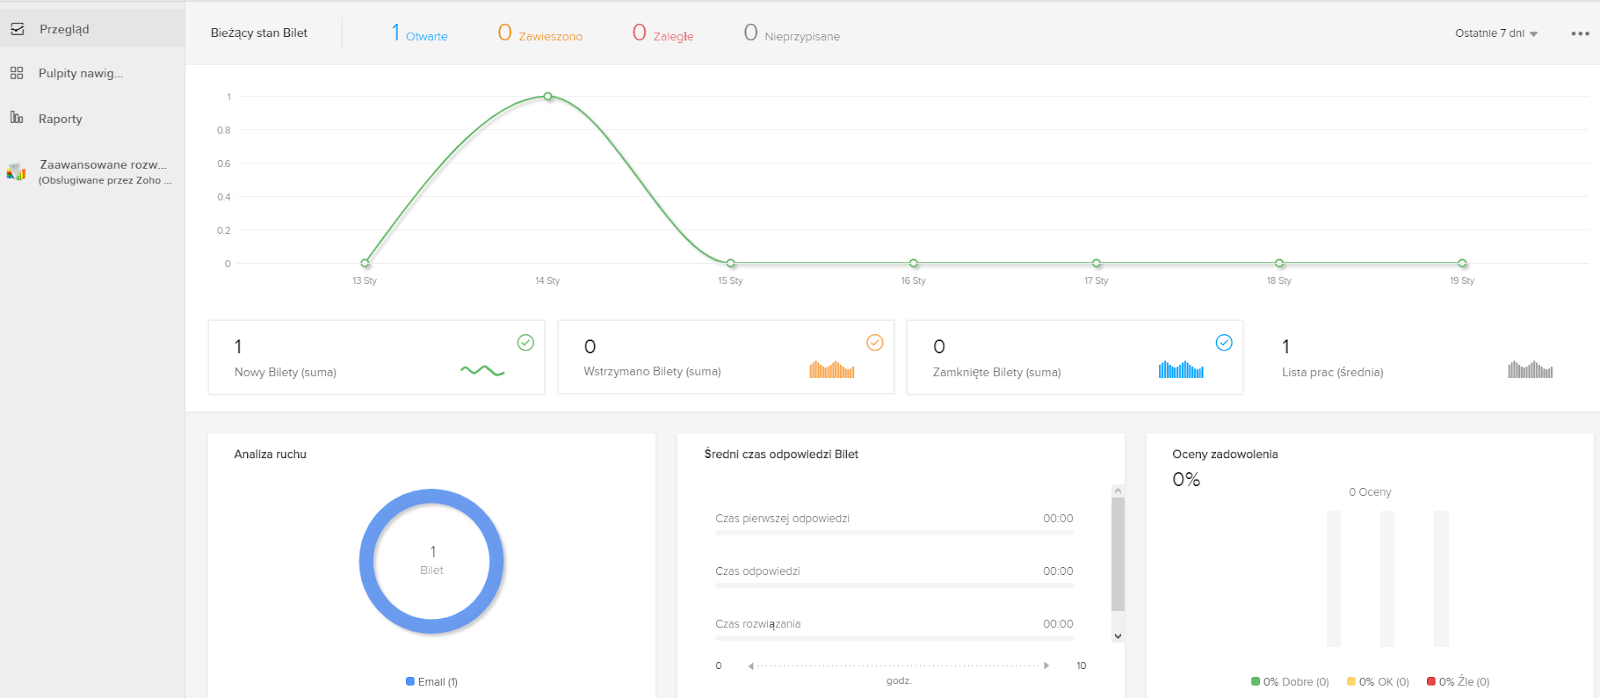 Przegląd
Pulpity nawig...
Raporty
Zaawansowane rozw...
(Obsługiwane przez Zoho ...
Bieżący stan Bilet
1 Otwarte
0 Zawieszono
0 Zaległe
0 Nieprzypisane
Ostatnie 7 dni
1
0.8
0.6
0.4
0.2
0
13 Sty
14 Sty
15 Sty
16 Sty
17 Sty
18 Sty
19 Sty
1
Nowy Bilety (suma)
0
Wstrzymano Bilety (suma)
0
Zamknięte Bilety (suma)
1
Lista prac (średnia)
Analiza ruchu
1
Bilet
Email (1)
Średni czas odpowiedzi Bilet
Czas pierwszej odpowiedzi 00:00
Czas odpowiedzi 00:00
Czas rozwiązania 00:00
0 10
godz.
Oceny zadowolenia
0%
0 Oceny
0% Dobre (0) 0% OK (0) 0% Źle (0)